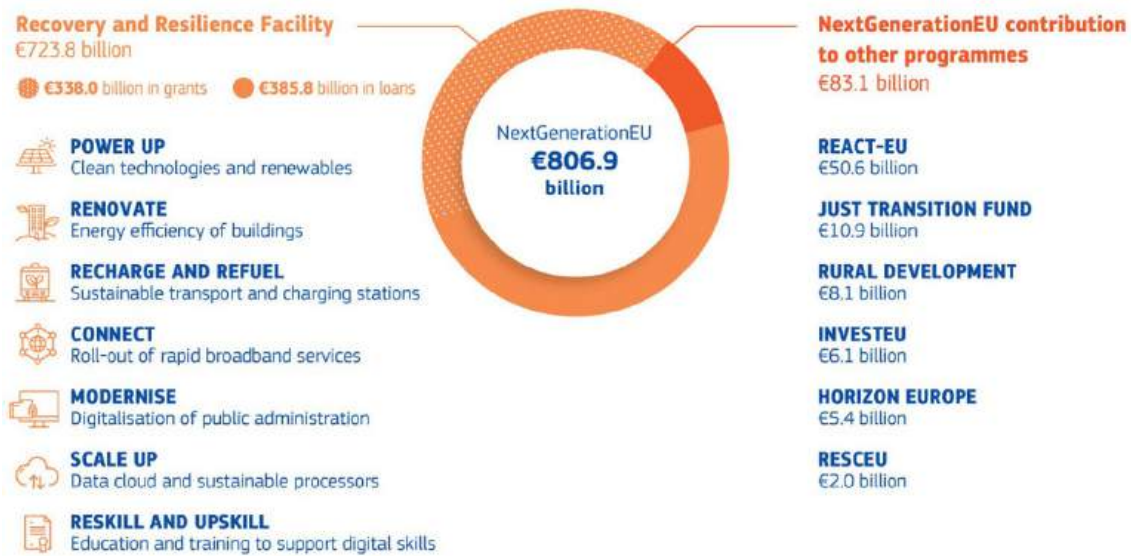 Recovery and Resilience Facility
€723.8 billion
€338.0 billion in grants
€385.8 billion in loans
POWER UP
Clean technologies and renewables
RENOVATE
Energy efficiency of buildings
RECHARGE AND REFUEL
Sustainable transport and charging stations
CONNECT
Roll-out of rapid broadband services
MODERNISE
Digitalisation of public administration
SCALE UP
Data cloud and sustainable processors
RESKILL AND UPSKILL
Education and training to support digital skills
NextGenerationEU
€806.9
billion
NextGenerationEU contribution
to other programmes
€83.1 billion
REACT-EU
€50.6 billion
JUST TRANSITION FUND
€10.9 billion
RURAL DEVELOPMENT
€8.1 billion
INVESTEU
€6.1 billion
HORIZON EUROPE
€5.4 billion
RESCEU
€2.0 billion